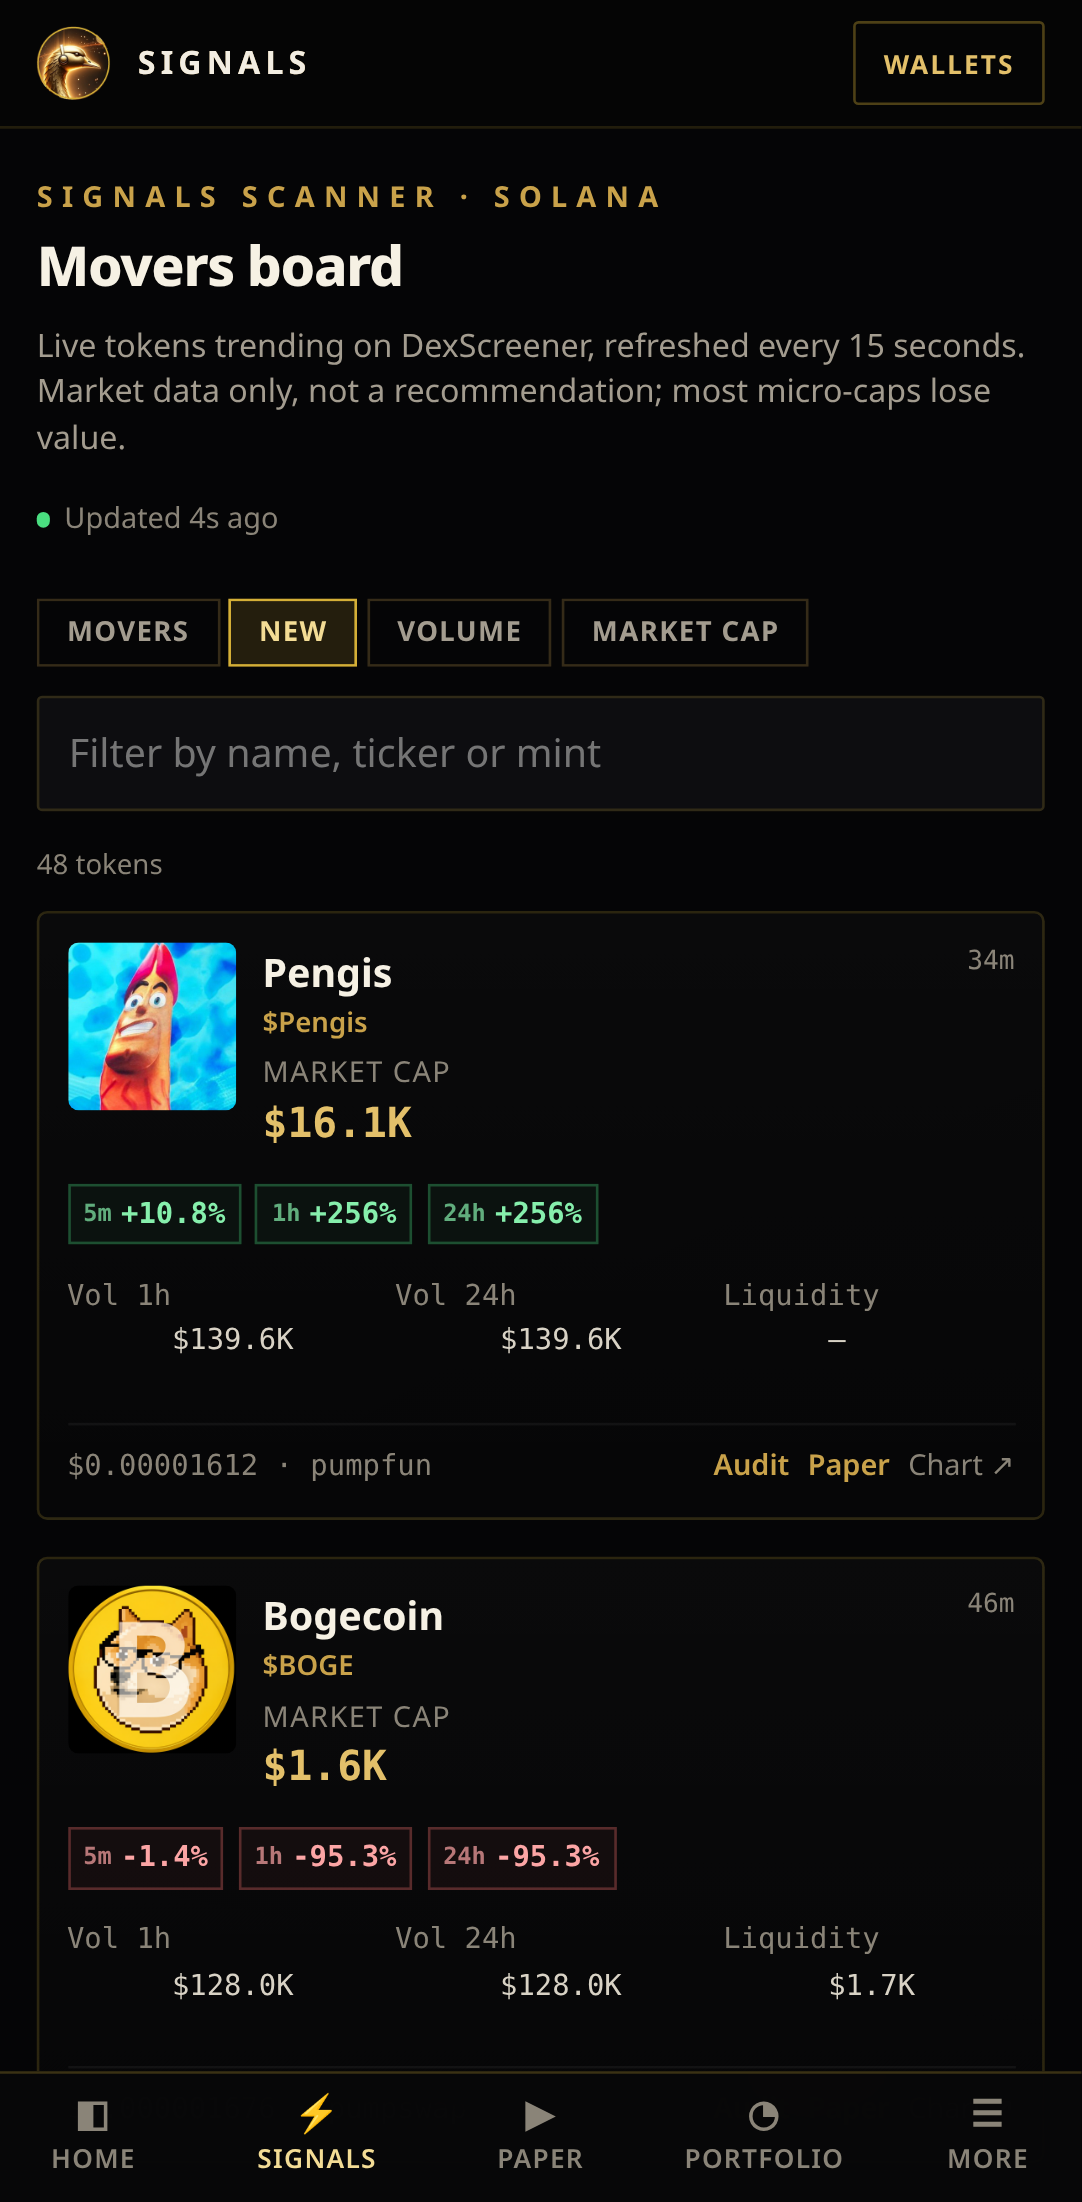 SIGNALS
WALLETS
SIGNALS SCANNER · SOLANA
Movers board
Live tokens trending on DexScreener, refreshed every 15 seconds.
Market data only, not a recommendation; most micro-caps lose
value.
Updated 4s ago
MOVERS NEW VOLUME MARKET CAP
Filter by name, ticker or mint
48 tokens
Pengis 34m
$Pengis
MARKET CAP
$16.1K
5m +10.8% 1h +256% 24h +256%
Vol 1h Vol 24h Liquidity
$139.6K $139.6K —
$0.00001612 · pumpfun Audit Paper Chart ↗
Bogecoin 46m
$BOGE
B
MARKET CAP
$1.6K
5m -1.4% 1h -95.3% 24h -95.3%
Vol 1h Vol 24h Liquidity
$128.0K $128.0K $1.7K
HOME SIGNALS PAPER PORTFOLIO MORE